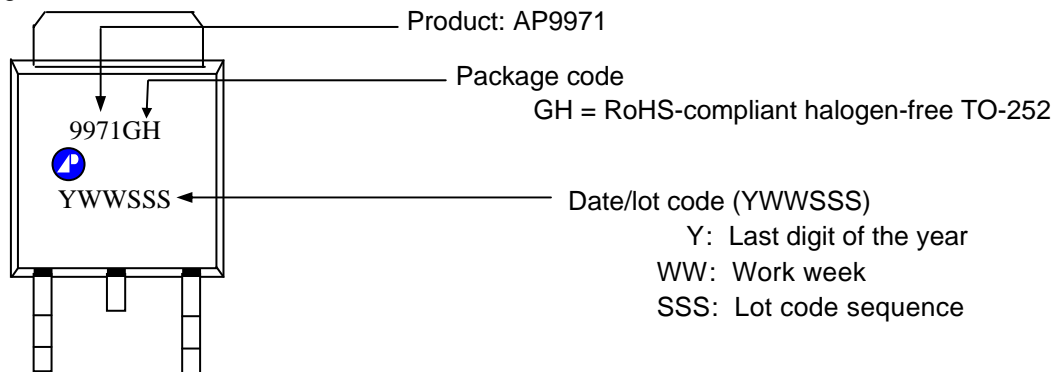 Product: AP9971
Package code
GH = RoHS-compliant halogen-free TO-252
9971GH
AP
YWWSSS
Date/lot code (YWWSSS)
Y: Last digit of the year
WW: Work week
SSS: Lot code sequence